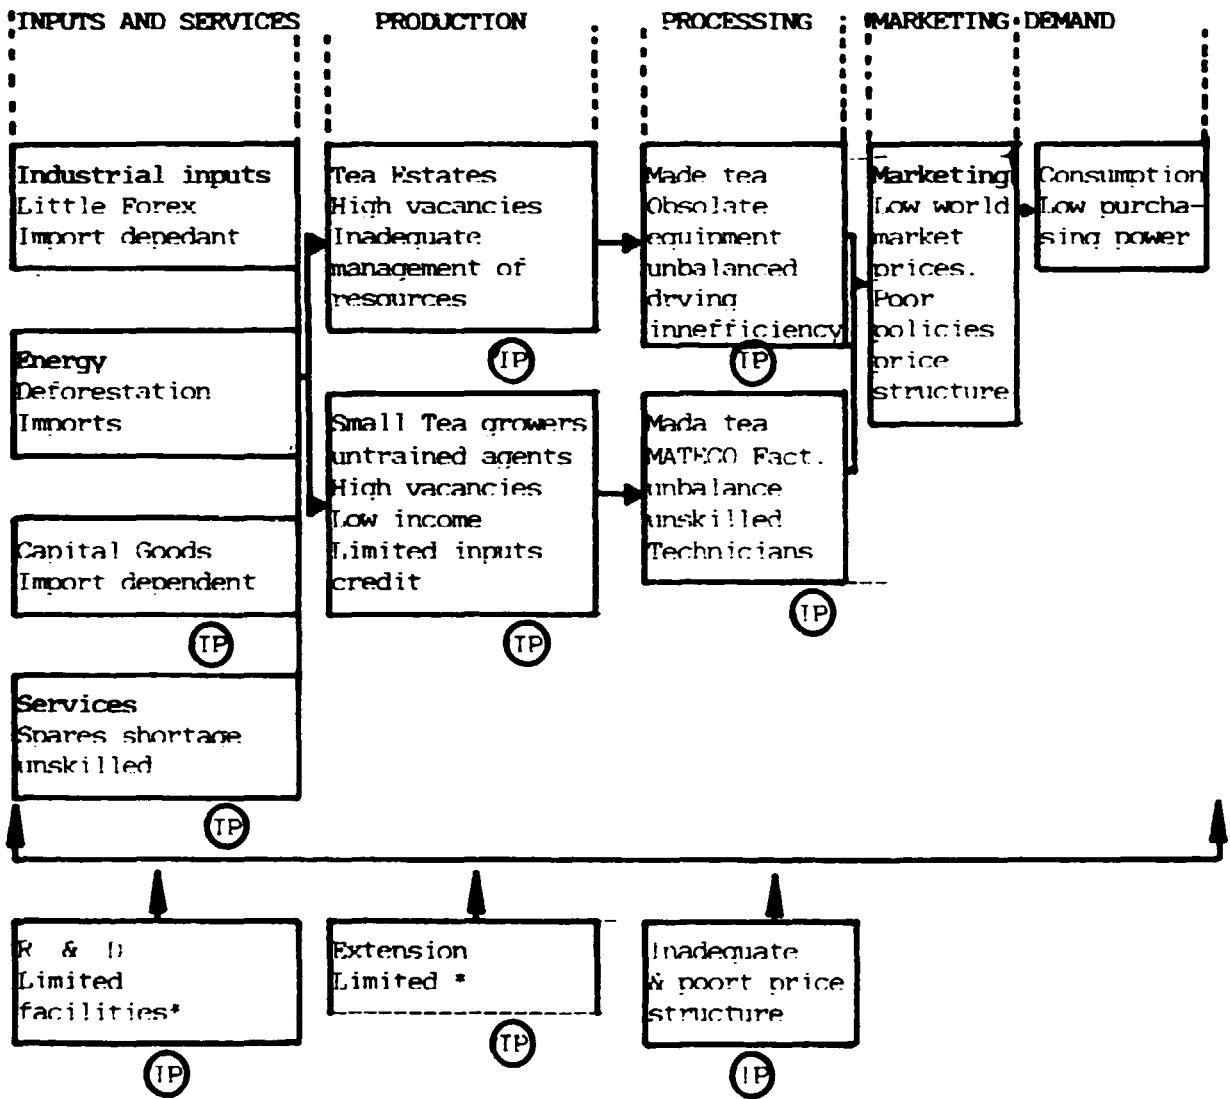 INPUTS AND SERVICES PRODUCTION PROCESSING MARKETING DEMAND
Industrial inputs
Little Forex
Import depedant
Energy
Deforestation
Imports
Capital Goods
Import dependent
IP
Services
Spares shortage
unskilled
IP
Tea Estates
High vacancies
Inadequate
management of
resources
IP
Small Tea growers
untrained agents
High vacancies
Low income
Limited inputs
credit
IP
Made tea
Obsolate
equipment
unbalanced
drving
innefficiency
IP
Mada tea
MATECO Fact.
unbalance
unskilled
Technicians
IP
Marketing
Low world
market
prices.
Poor
policies
price
structure
Consumption
Low purcha-
sing power
R & D
Limited
facilities*
IP
Extension
Limited *
IP
Inadequate
& poort price
structure
IP